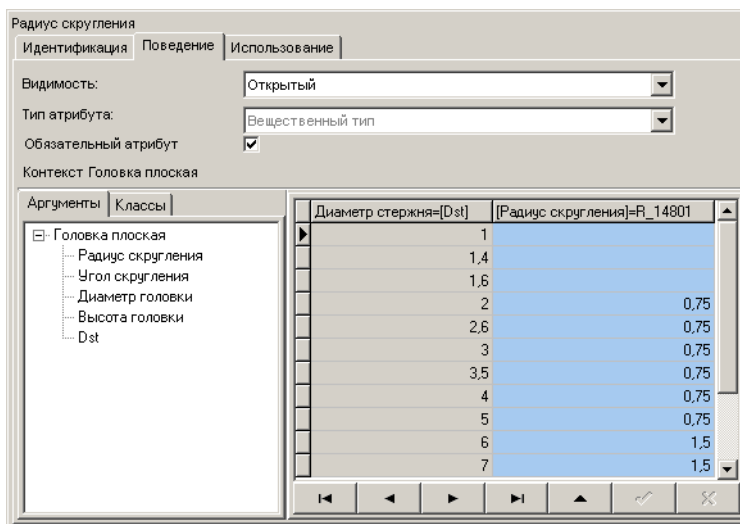 Радиус скругления
Идентификация Поведение Использование
Видимость: Открытый
Тип атрибута: Вещественный тип
Обязательный атрибут
Контекст Головка плоская
Аргументы Классы
Головка плоская
Радиус скругления
Угол скругления
Диаметр головки
Высота головки
Dst
Диаметр стержня=[Dst] [Радиус скругления]=R_14801
1
1,4
1,6
2 0,75
2,6 0,75
3 0,75
3,5 0,75
4 0,75
5 0,75
6 1,5
7 1,5